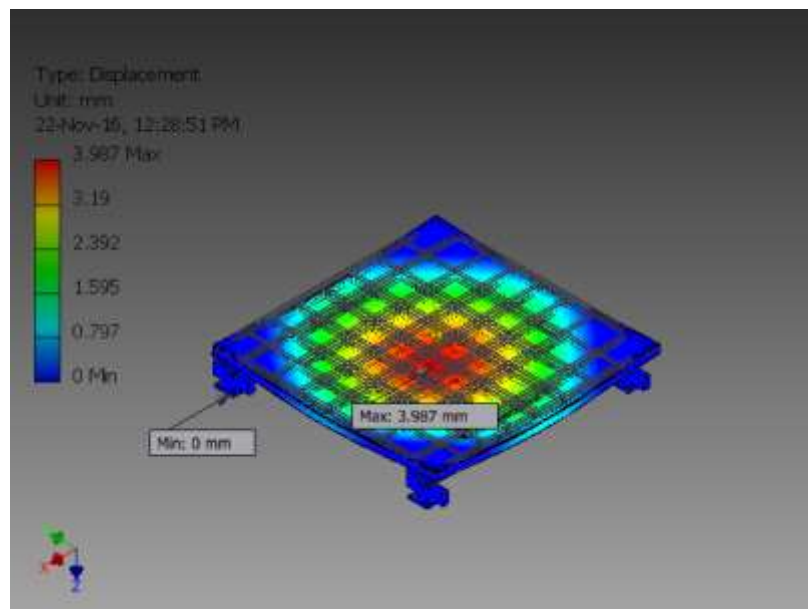 Type: Displacement
Unit: mm
22-Nov-16, 12:28:51 PM
3.987 Max
3.19
2.392
1.595
0.797
0 Min
Max: 3.987 mm
Min: 0 mm
X
Z